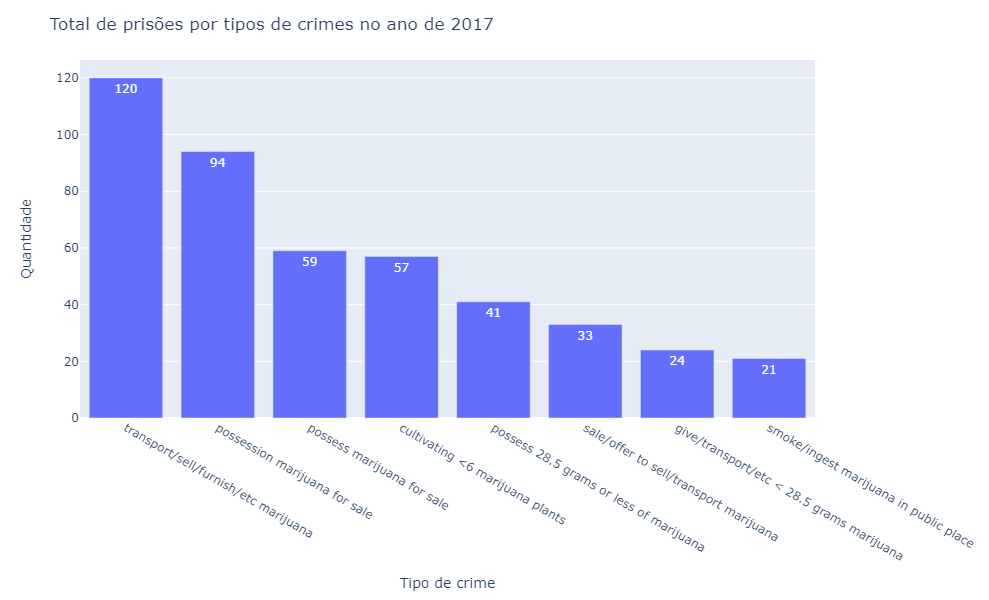 Total de prisões por tipos de crimes no ano de 2017
Quantidade
120
100
80
60
40
20
0
120
94
59
57
41
33
24
21
transport/sell/furnish/etc marijuana
possession marijuana for sale
possess marijuana for sale
cultivating <6 marijuana plants
possess 28.5 grams or less of marijuana
sale/offer to sell/transport marijuana
give/transport/etc < 28.5 grams marijuana
smoke/ingest marijuana in public place
Tipo de crime